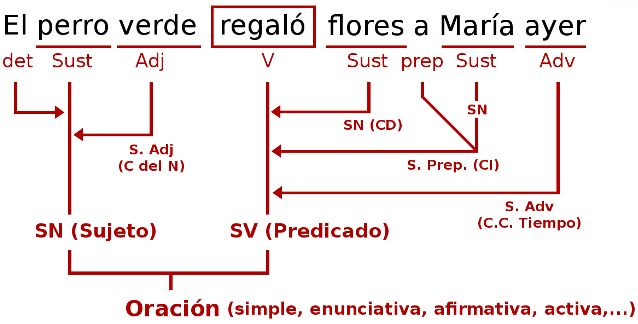 El perro verde regaló flores a María ayer
det Sust Adj V Sust prep Sust Adv
SN
SN (CD)
S. Adj
(C del N)
S. Prep. (CI)
S. Adv
(C.C. Tiempo)
SN (Sujeto) SV (Predicado)
Oración (simple, enunciativa, afirmativa, activa,...)